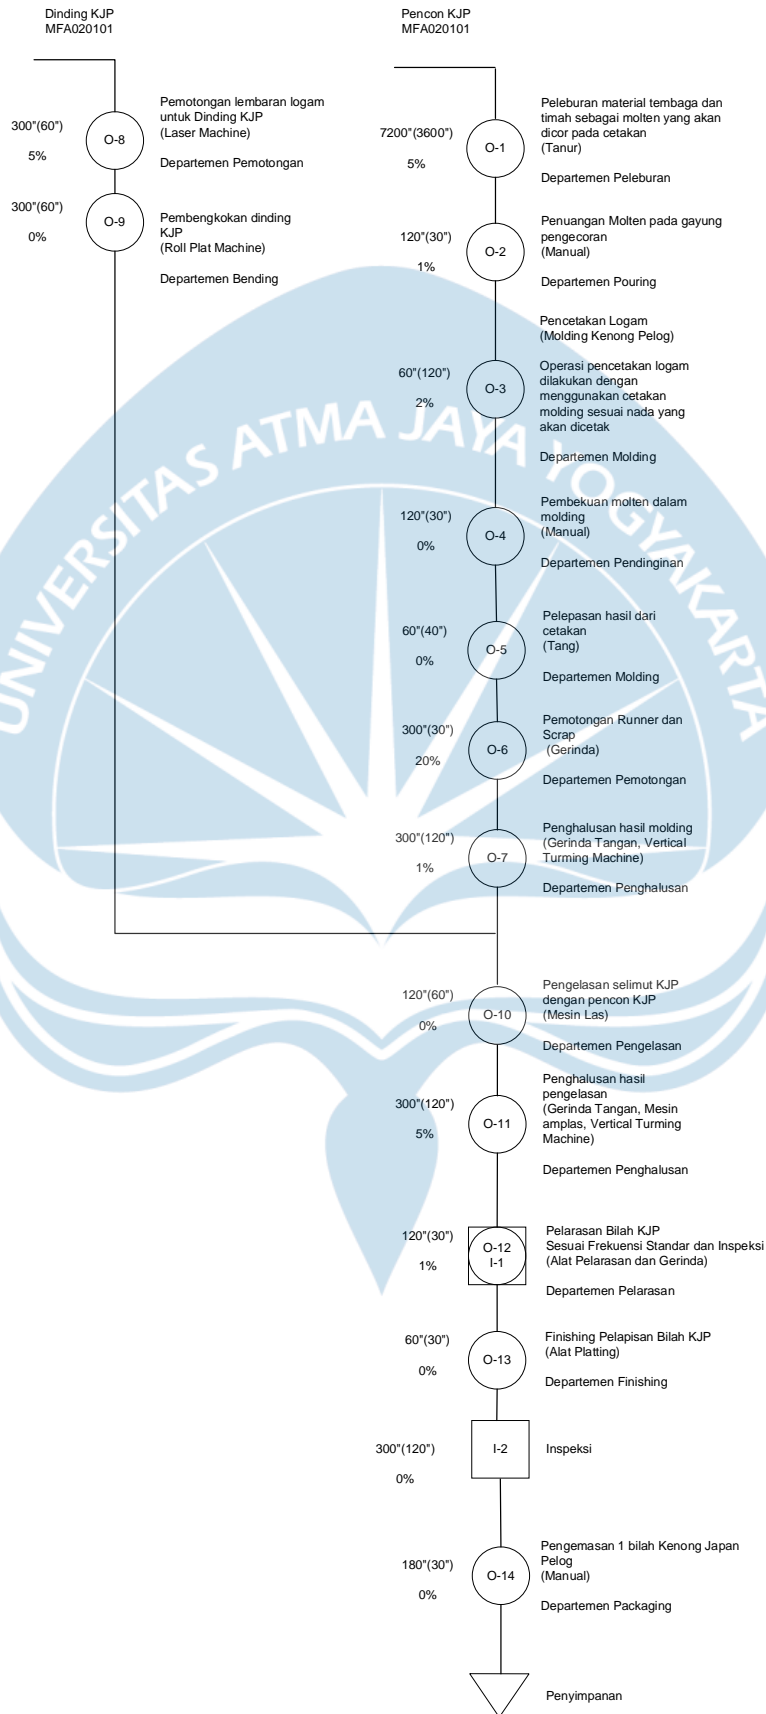 Dinding KJP
MFA020101
300"(60")
5%
O-8
Pemotongan lembaran logam
untuk Dinding KJP
(Laser Machine)
Departemen Pemotongan
300"(60")
0%
O-9
Pembengkokan dinding
KJP
(Roll Plat Machine)
Departemen Bending
Pencon KJP
MFA020101
7200"(3600")
5%
O-1
Peleburan material tembaga dan
timah sebagai molten yang akan
dicor pada cetakan
(Tanur)
Departemen Peleburan
120"(30")
1%
O-2
Penuangan Molten pada gayung
pengecoran
(Manual)
Departemen Pouring
Pencetakan Logam
(Molding Kenong Pelog)
60"(120")
2%
O-3
Operasi pencetakan logam
dilakukan dengan
menggunakan cetakan
molding sesuai nada yang
akan dicetak
Departemen Molding
120"(30")
0%
O-4
Pembekuan molten dalam
molding
(Manual)
Departemen Pendinginan
60"(40")
0%
O-5
Pelepasan hasil dari
cetakan
(Tang)
Departemen Molding
300"(30")
20%
O-6
Pemotongan Runner dan
Scrap
(Gerinda)
Departemen Pemotongan
300"(120")
1%
O-7
Penghalusan hasil molding
(Gerinda Tangan, Vertical
Turming Machine)
Departemen Penghalusan
120"(60")
0%
O-10
Pengelasan selimut KJP
dengan pencon KJP
(Mesin Las)
Departemen Pengelasan
300"(120")
5%
O-11
Penghalusan hasil
pengelasan
(Gerinda Tangan, Mesin
amplas, Vertical Turming
Machine)
Departemen Penghalusan
120"(30")
1%
O-12
I-1
Pelarasan Bilah KJP
Sesuai Frekuensi Standar dan Inspeksi
(Alat Pelarasan dan Gerinda)
Departemen Pelarasan
60"(30")
0%
O-13
Finishing Pelapisan Bilah KJP
(Alat Platting)
Departemen Finishing
300"(120")
0%
I-2
Inspeksi
180"(30")
0%
O-14
Pengemasan 1 bilah Kenong Japan
Pelog
(Manual)
Departemen Packaging
Penyimpanan
UNIVERSITAS ATMA JAYA YOGYAKARTA